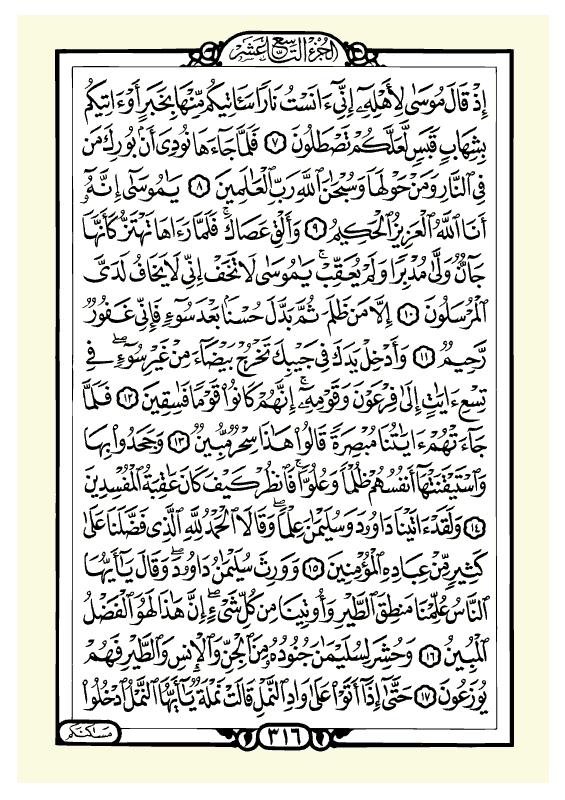 الجزء التاسع عشر
إِذْ قَالَ مُوسَىٰ لِأَهْلِهِۦٓ إِنِّىٓ ءَانَسْتُ نَارًا سَـَٔاتِيكُم مِّنْهَا بِخَبَرٍ أَوْ ءَاتِيكُم
بِشِهَابٍ قَبَسٍ لَّعَلَّكُمْ تَصْطَلُونَ ٧ فَلَمَّا جَآءَهَا نُودِىَ أَنۢ بُورِكَ مَن
فِى ٱلنَّارِ وَمَنْ حَوْلَهَا وَسُبْحَٰنَ ٱللَّهِ رَبِّ ٱلْعَٰلَمِينَ ٨ يَٰمُوسَىٰٓ إِنَّهُۥٓ
أَنَا ٱللَّهُ ٱلْعَزِيزُ ٱلْحَكِيمُ ٩ وَأَلْقِ عَصَاكَ ۚ فَلَمَّا رَءَاهَا تَهْتَزُّ كَأَنَّهَا
جَآنٌّ وَلَّىٰ مُدْبِرًا وَلَمْ يُعَقِّبْ ۚ يَٰمُوسَىٰ لَا تَخَفْ إِنِّى لَا يَخَافُ لَدَىَّ
ٱلْمُرْسَلُونَ ١٠ إِلَّا مَن ظَلَمَ ثُمَّ بَدَّلَ حُسْنًۢا بَعْدَ سُوٓءٍ فَإِنِّى غَفُورٌ
رَّحِيمٌ ١١ وَأَدْخِلْ يَدَكَ فِى جَيْبِكَ تَخْرُجْ بَيْضَآءَ مِنْ غَيْرِ سُوٓءٍ ۖ فِى
تِسْعِ ءَايَٰتٍ إِلَىٰ فِرْعَوْنَ وَقَوْمِهِۦٓ ۚ إِنَّهُمْ كَانُوا۟ قَوْمًا فَٰسِقِينَ ١٢ فَلَمَّا
جَآءَتْهُمْ ءَايَٰتُنَا مُبْصِرَةً قَالُوا۟ هَٰذَا سِحْرٌ مُّبِينٌ ١٣ وَجَحَدُوا۟ بِهَا
وَٱسْتَيْقَنَتْهَآ أَنفُسُهُمْ ظُلْمًا وَعُلُوًّا ۚ فَٱنظُرْ كَيْفَ كَانَ عَٰقِبَةُ ٱلْمُفْسِدِينَ
١٤ وَلَقَدْ ءَاتَيْنَا دَاوُۥدَ وَسُلَيْمَٰنَ عِلْمًا ۖ وَقَالَا ٱلْحَمْدُ لِلَّهِ ٱلَّذِى فَضَّلَنَا عَلَىٰ
كَثِيرٍ مِّنْ عِبَادِهِ ٱلْمُؤْمِنِينَ ١٥ وَوَرِثَ سُلَيْمَٰنُ دَاوُۥدَ ۖ وَقَالَ يَٰٓأَيُّهَا
ٱلنَّاسُ عُلِّمْنَا مَنطِقَ ٱلطَّيْرِ وَأُوتِينَا مِن كُلِّ شَىْءٍ ۖ إِنَّ هَٰذَا لَهُوَ ٱلْفَضْلُ
ٱلْمُبِينُ ١٦ وَحُشِرَ لِسُلَيْمَٰنَ جُنُودُهُۥ مِنَ ٱلْجِنِّ وَٱلْإِنسِ وَٱلطَّيْرِ فَهُمْ
يُوزَعُونَ ١٧ حَتَّىٰٓ إِذَآ أَتَوْا۟ عَلَىٰ وَادِ ٱلنَّمْلِ قَالَتْ نَمْلَةٌ يَٰٓأَيُّهَا ٱلنَّمْلُ ٱدْخُلُوا۟
مساكنكم
٣١٦